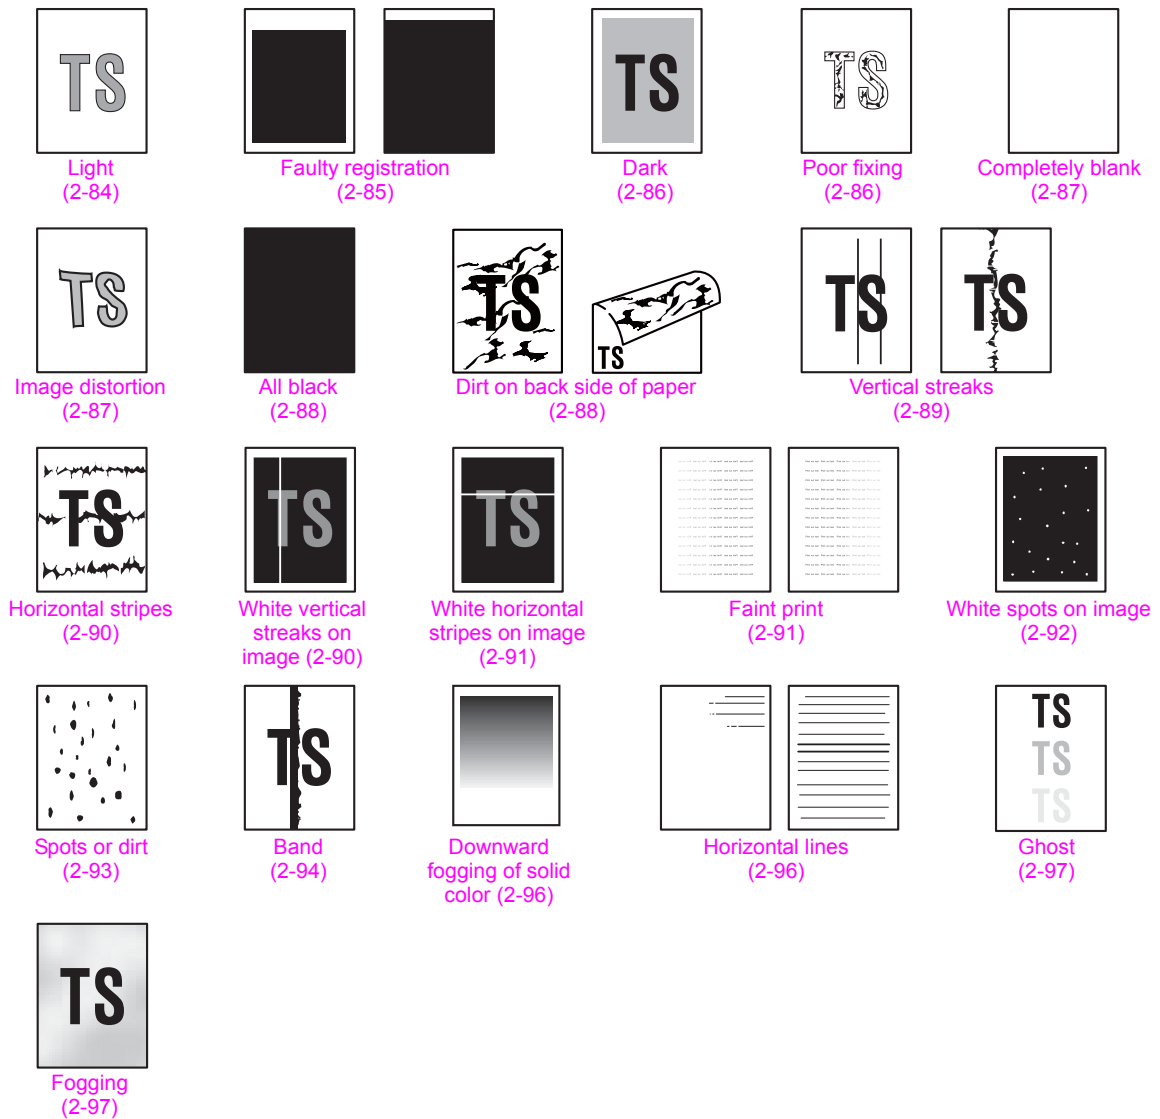 TS
TS
TS
Light
(2-84)
Faulty registration
(2-85)
Dark
(2-86)
Poor fixing
(2-86)
Completely blank
(2-87)
TS
TS
TS
TS
TS
Image distortion
(2-87)
All black
(2-88)
Dirt on back side of paper
(2-88)
Vertical streaks
(2-89)
TS
TS
TS
Horizontal stripes
(2-90)
White vertical
streaks on
image (2-90)
White horizontal
stripes on image
(2-91)
Faint print
(2-91)
White spots on image
(2-92)
TS
TS
TS
TS
Spots or dirt
(2-93)
Band
(2-94)
Downward
fogging of solid
color (2-96)
Horizontal lines
(2-96)
Ghost
(2-97)
TS
Fogging
(2-97)